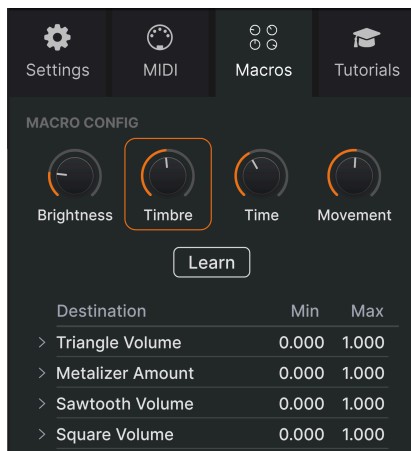 Settings MIDI Macros Tutorials
MACRO CONFIG
Brightness Timbre Time Movement
Learn
Destination Min Max
Triangle Volume 0.000 1.000
Metalizer Amount 0.000 1.000
Sawtooth Volume 0.000 1.000
Square Volume 0.000 1.000